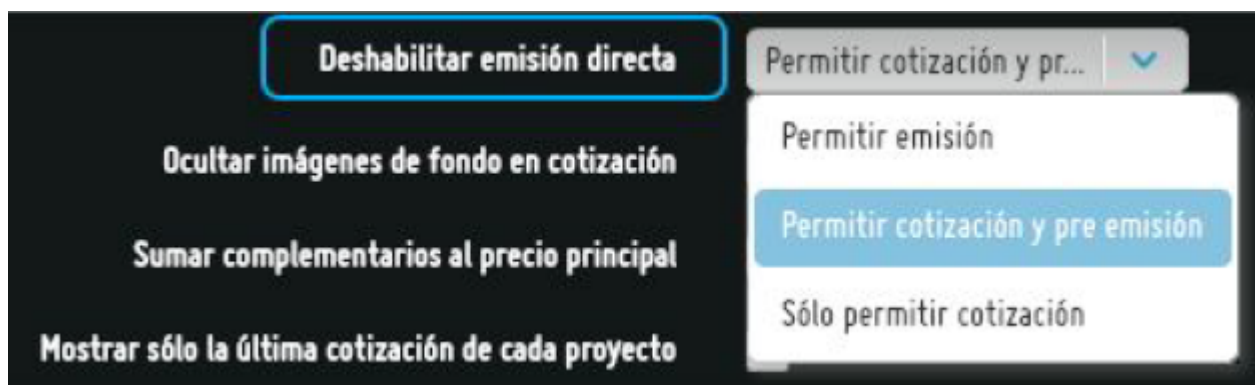 Deshabilitar emisión directa
Permitir cotización y pr...
Permitir emisión
Ocultar imágenes de fondo en cotización
Permitir cotización y pre emisión
Sumar complementarios al precio principal
Sólo permitir cotización
Mostrar sólo la última cotización de cada proyecto